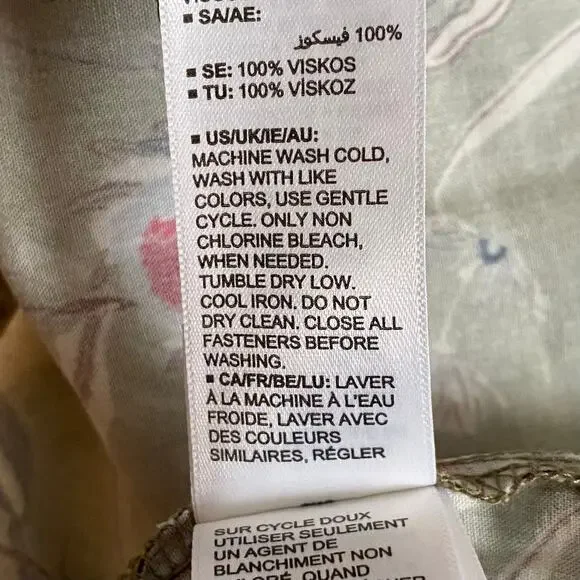 ■ SA/AE:
100% فيسكوز
■ SE: 100% VISKOS
■ TU: 100% VİSKOZ
■ US/UK/IE/AU:
MACHINE WASH COLD,
WASH WITH LIKE
COLORS, USE GENTLE
CYCLE. ONLY NON
CHLORINE BLEACH,
WHEN NEEDED.
TUMBLE DRY LOW.
COOL IRON. DO NOT
DRY CLEAN. CLOSE ALL
FASTENERS BEFORE
WASHING.
■ CA/FR/BE/LU: LAVER
À LA MACHINE À L'EAU
FROIDE, LAVER AVEC
DES COULEURS
SIMILAIRES, RÉGLER
SUR CYCLE DOUX
UTILISER SEULEMENT
UN AGENT DE
BLANCHIMENT NON
QUAND